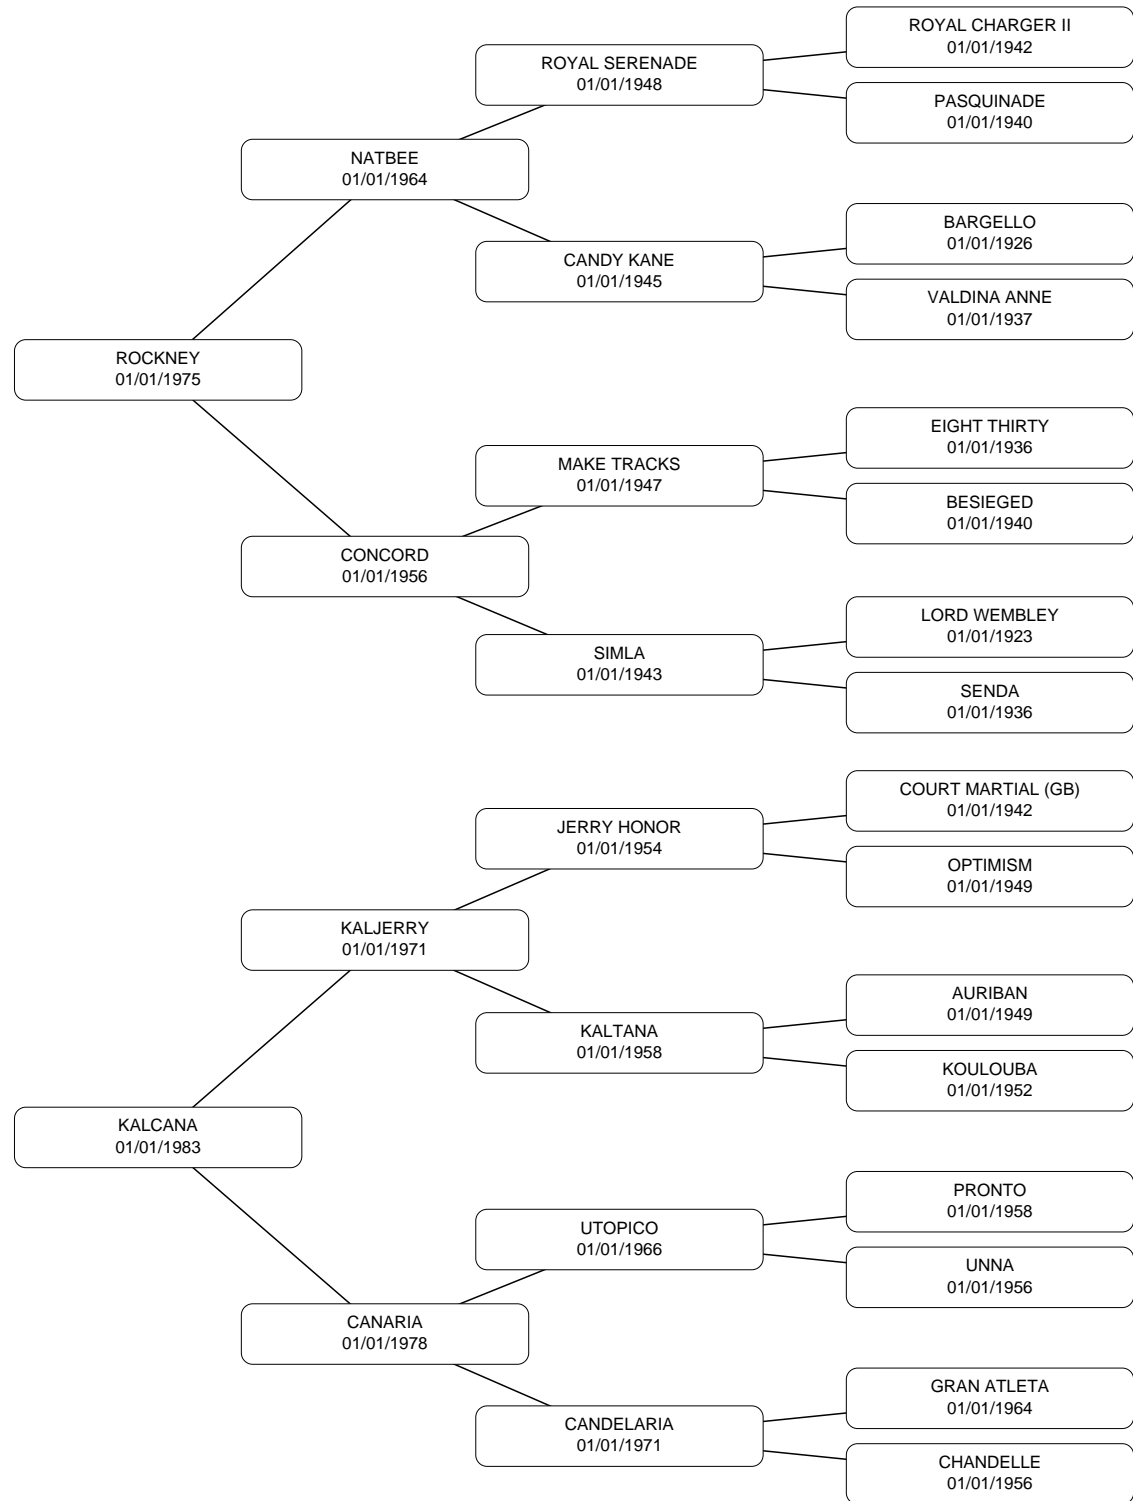 ROYAL CHARGER II
01/01/1942
ROYAL SERENADE
01/01/1948
PASQUINADE
01/01/1940
NATBEE
01/01/1964
BARGELLO
01/01/1926
CANDY KANE
01/01/1945
VALDINA ANNE
01/01/1937
ROCKNEY
01/01/1975
EIGHT THIRTY
01/01/1936
MAKE TRACKS
01/01/1947
BESIEGED
01/01/1940
CONCORD
01/01/1956
LORD WEMBLEY
01/01/1923
SIMLA
01/01/1943
SENDA
01/01/1936
COURT MARTIAL (GB)
01/01/1942
JERRY HONOR
01/01/1954
OPTIMISM
01/01/1949
KALJERRY
01/01/1971
AURIBAN
01/01/1949
KALTANA
01/01/1958
KOULOUBA
01/01/1952
KALCANA
01/01/1983
PRONTO
01/01/1958
UTOPICO
01/01/1966
UNNA
01/01/1956
CANARIA
01/01/1978
GRAN ATLETA
01/01/1964
CANDELARIA
01/01/1971
CHANDELLE
01/01/1956